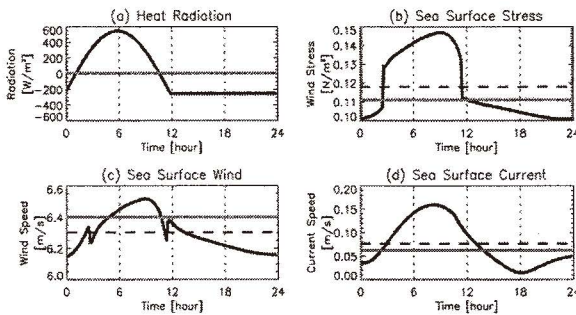 (a) Heat Radiation
600
400
200
0
−200
−400
−600
Radiation
[W/m²]
0 6 12 18 24
Time [hour]
(b) Sea Surface Stress
0.15
0.14
0.13
0.12
0.11
0.10
Wind Stress
[N/m²]
0 6 12 18 24
Time [hour]
(c) Sea Surface Wind
6.6
6.4
6.2
6.0
Wind Speed
[m/s]
0 6 12 18 24
Time [hour]
(d) Sea Surface Current
0.20
0.15
0.10
0.05
0.00
Current Speed
[m/s]
0 6 12 18 24
Time [hour]